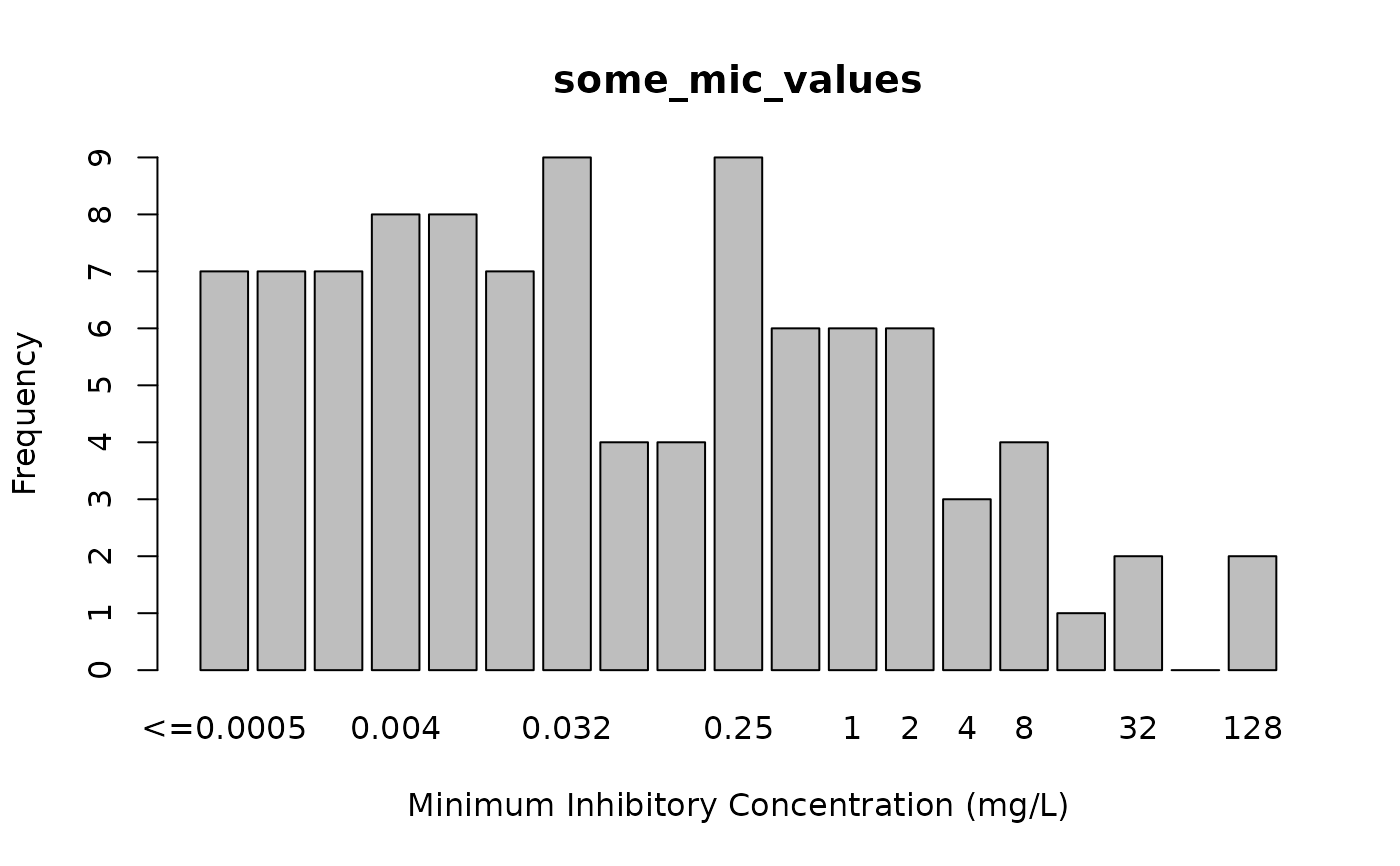 some_mic_values
Frequency
9
8
7
6
5
4
3
2
1
0
<=0.0005 0.004 0.032 0.25 1 2 4 8 32 128
Minimum Inhibitory Concentration (mg/L)